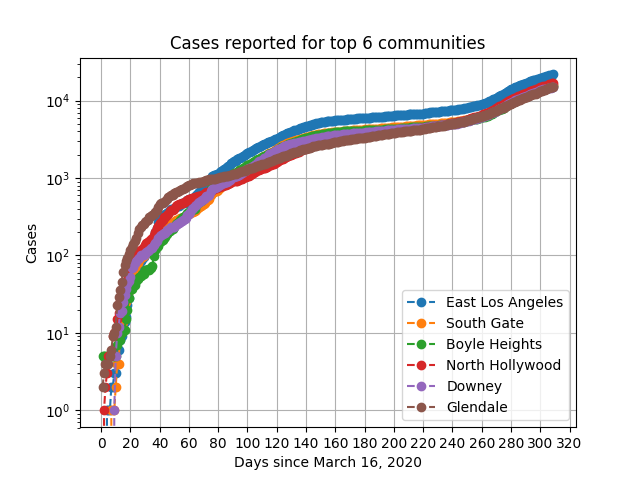 Cases reported for top 6 communities
Cases
10⁴
10³
10²
10¹
10⁰
East Los Angeles
South Gate
Boyle Heights
North Hollywood
Downey
Glendale
0 20 40 60 80 100 120 140 160 180 200 220 240 260 280 300 320
Days since March 16, 2020